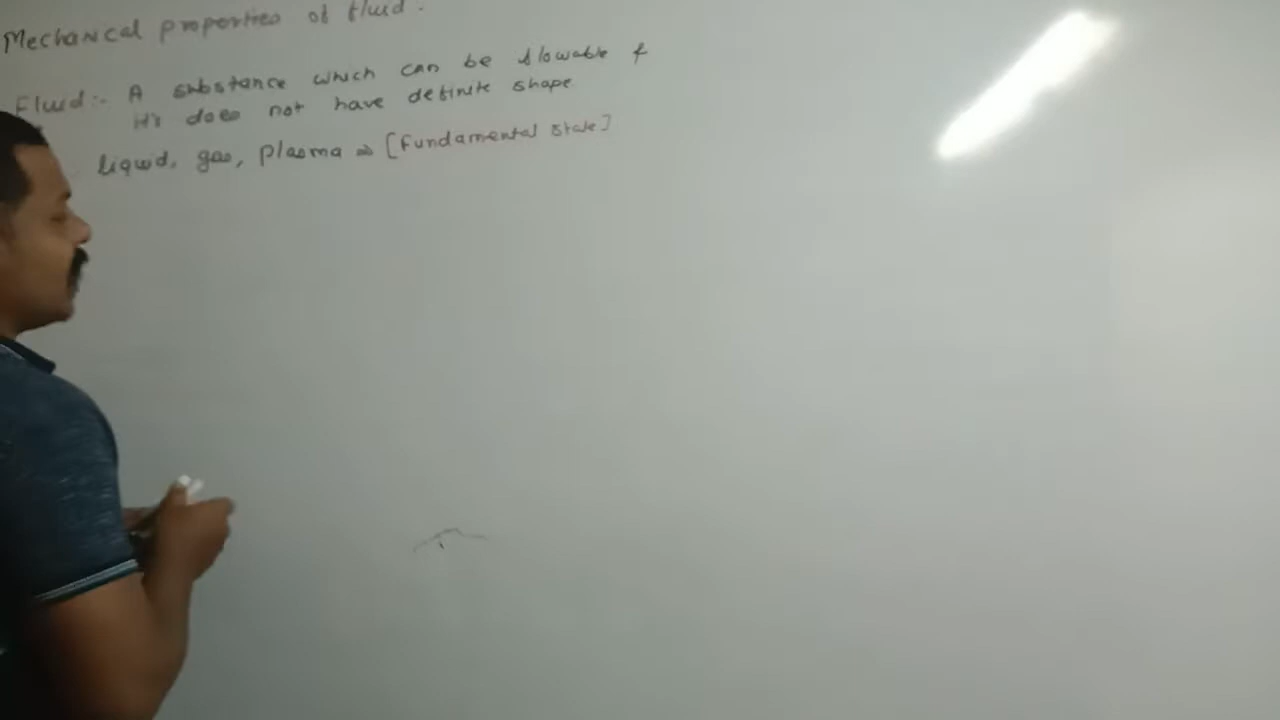 Mechanical properties of fluid.
Fluid:- A substance which can be flowable &
it's does not have definite shape
liquid, gas, plasma ⇒ [fundamental state]